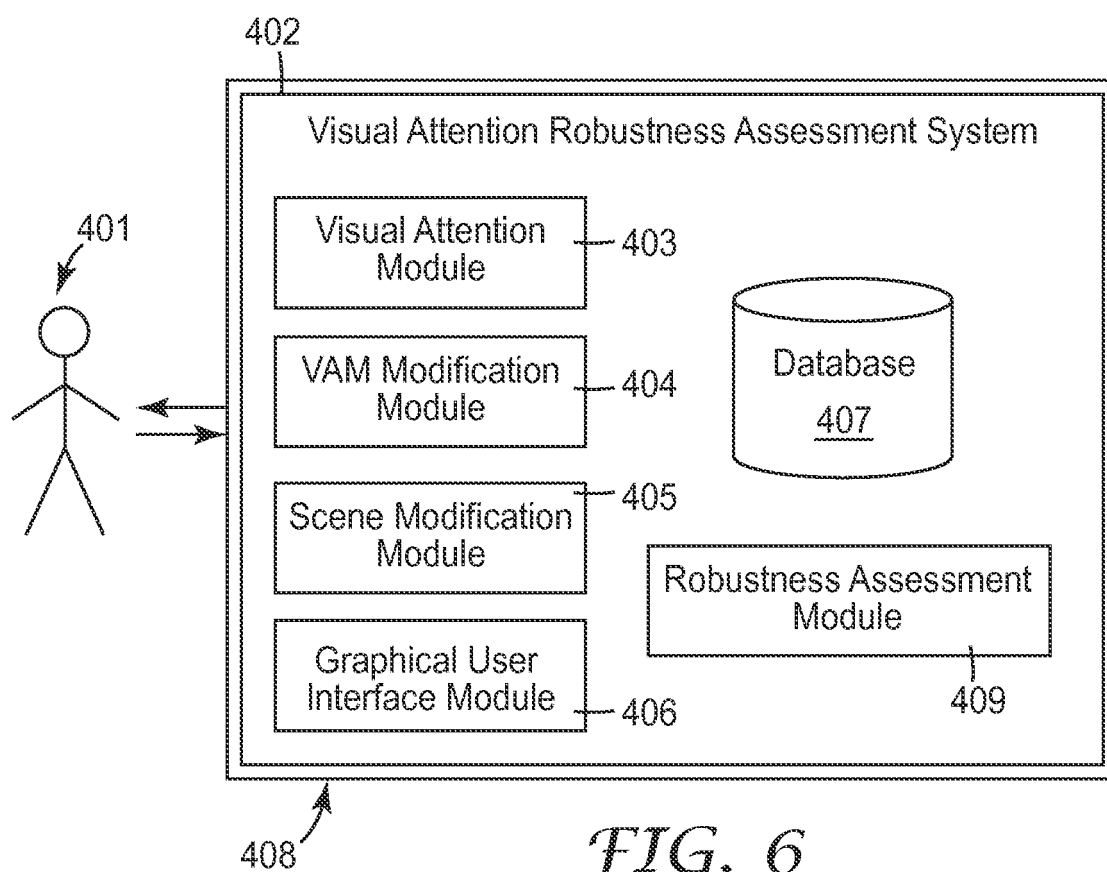 402
Visual Attention Robustness Assessment System
401
Visual Attention
Module
403
VAM Modification
Module
404
Database
407
Scene Modification
Module
405
Robustness Assessment
Module
409
Graphical User
Interface Module
406
408
FIG. 6